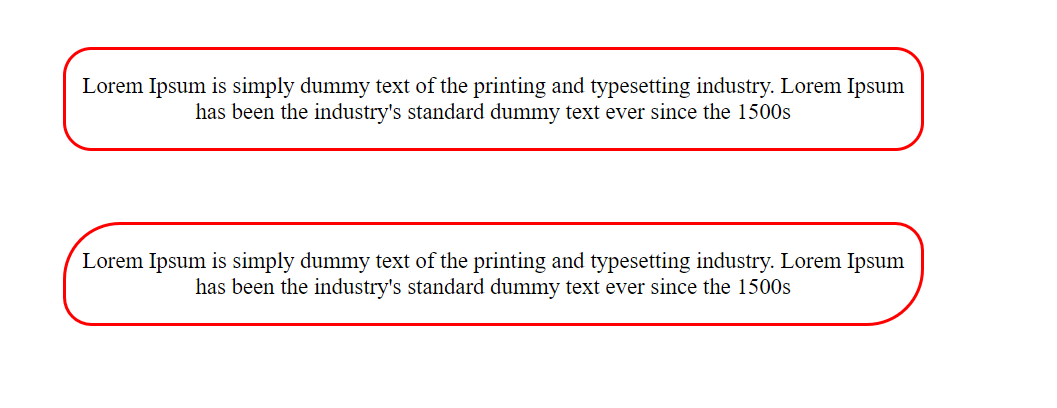 Lorem Ipsum is simply dummy text of the printing and typesetting industry. Lorem Ipsum
has been the industry's standard dummy text ever since the 1500s
Lorem Ipsum is simply dummy text of the printing and typesetting industry. Lorem Ipsum
has been the industry's standard dummy text ever since the 1500s